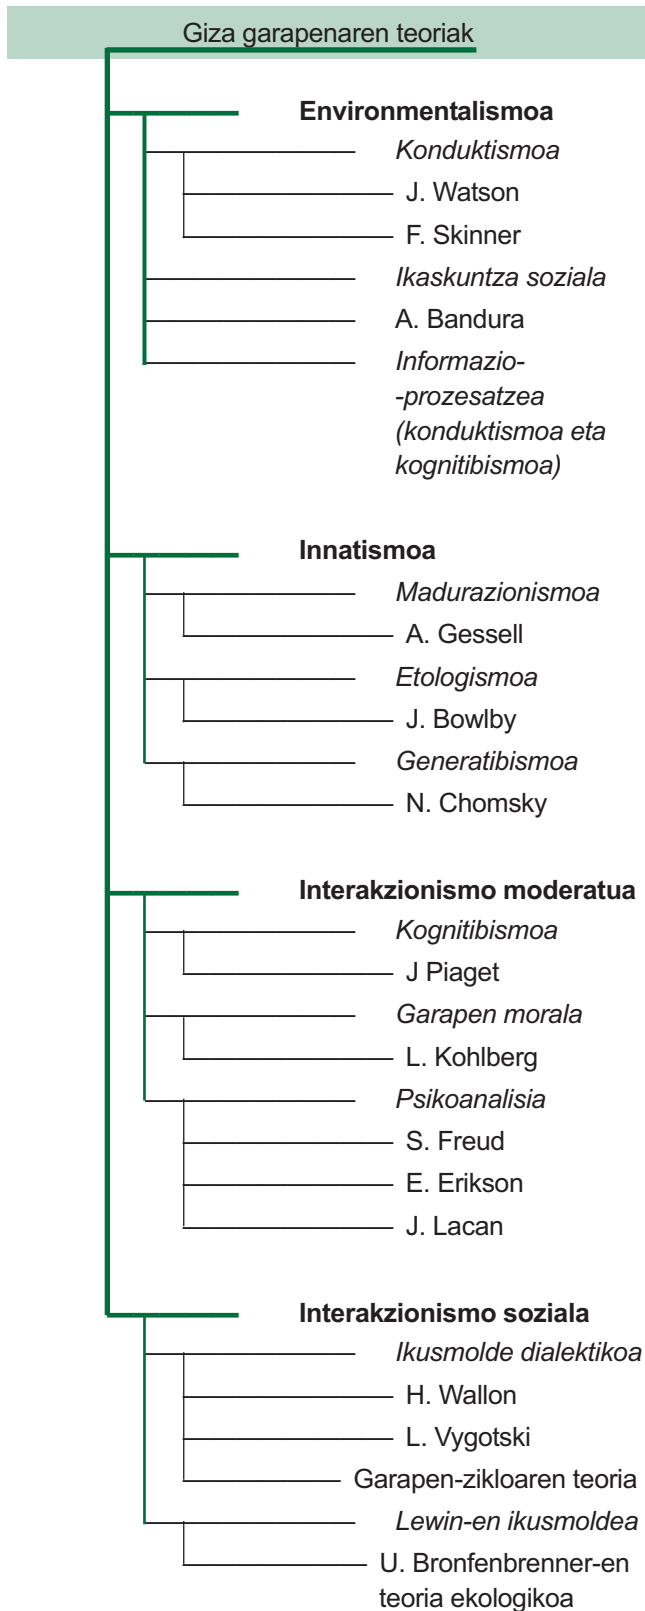 Giza garapenaren teoriak
Environmentalismoa
Konduktismoa
J. Watson
F. Skinner
Ikaskuntza soziala
A. Bandura
Informazio-
-prozesatzea
(konduktismoa eta
kognitibismoa)
Innatismoa
Madurazionismoa
A. Gessell
Etologismoa
J. Bowlby
Generatibismoa
N. Chomsky
Interakzionismo moderatua
Kognitibismoa
J Piaget
Garapen morala
L. Kohlberg
Psikoanalisia
S. Freud
E. Erikson
J. Lacan
Interakzionismo soziala
Ikusmolde dialektikoa
H. Wallon
L. Vygotski
Garapen-zikloaren teoria
Lewin-en ikusmoldea
U. Bronfenbrenner-en
teoria ekologikoa